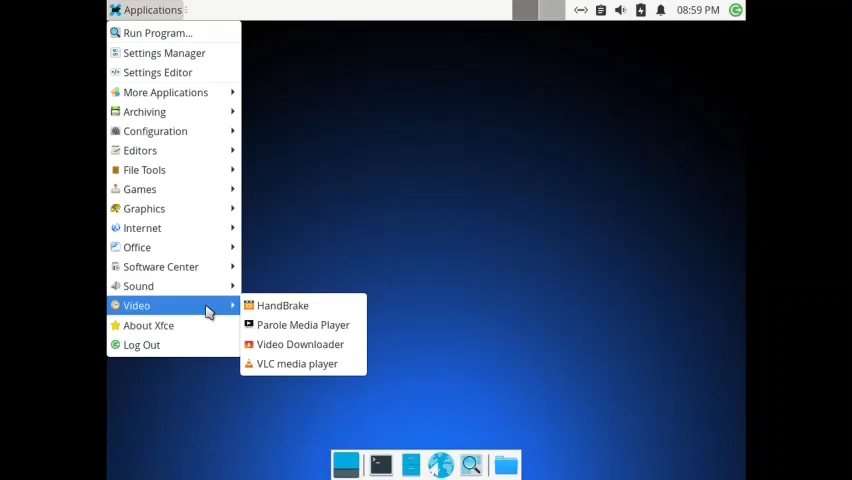 Applications
08:59 PM
Run Program...
Settings Manager
Settings Editor
More Applications
Archiving
Configuration
Editors
File Tools
Games
Graphics
Internet
Office
Software Center
Sound
Video
About Xfce
Log Out
HandBrake
Parole Media Player
Video Downloader
VLC media player